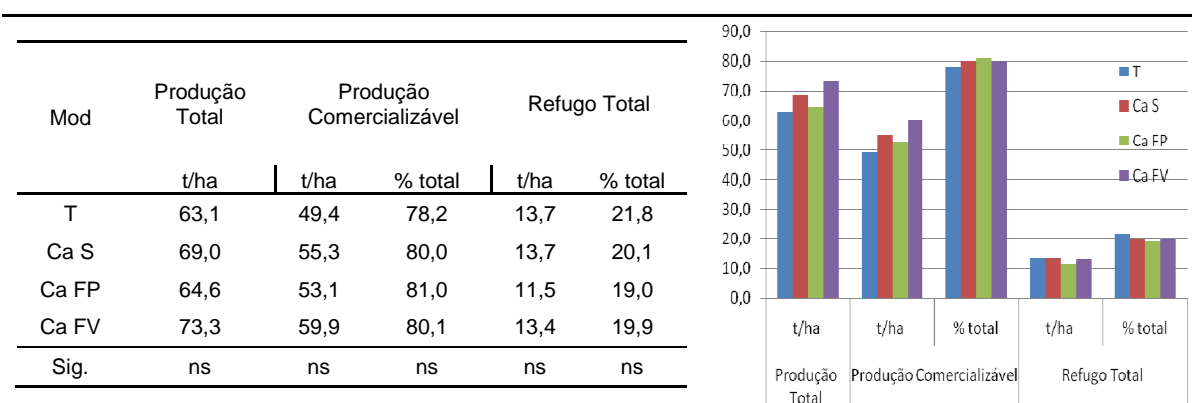 Mod Produção Total Produção Comercializável Refugo Total
t/ha t/ha % total t/ha % total
T 63,1 49,4 78,2 13,7 21,8
Ca S 69,0 55,3 80,0 13,7 20,1
Ca FP 64,6 53,1 81,0 11,5 19,0
Ca FV 73,3 59,9 80,1 13,4 19,9
Sig. ns ns ns ns ns
90,0
80,0
70,0
60,0
50,0
40,0
30,0
20,0
10,0
0,0
T
Ca S
Ca FP
Ca FV
t/ha t/ha % total t/ha % total
Produção Total Produção Comercializável Refugo Total